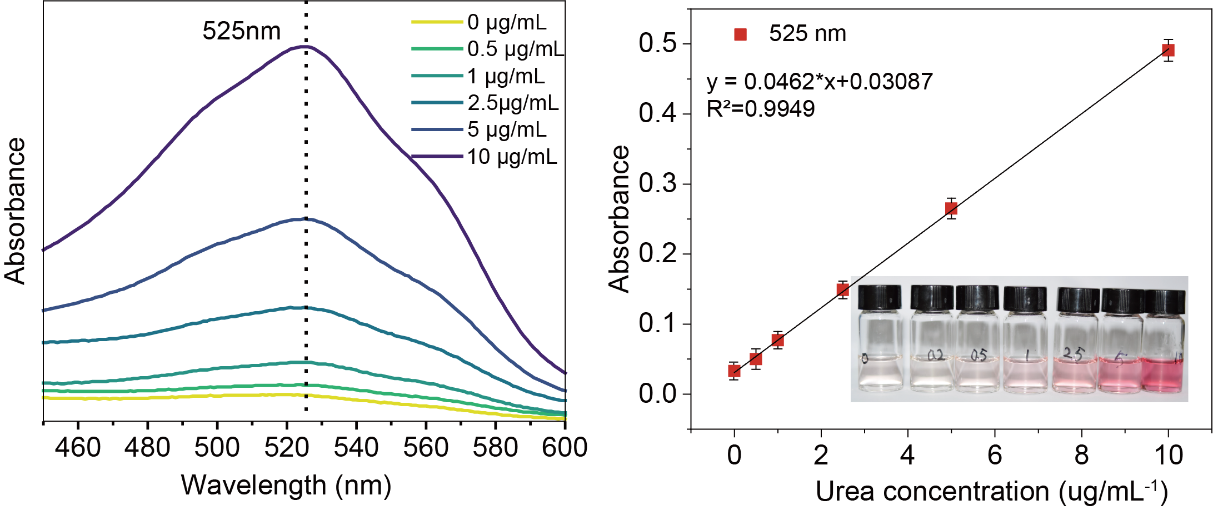 525nm
0 µg/mL
0.5 µg/mL
1 µg/mL
2.5µg/mL
5 µg/mL
10 µg/mL
Absorbance
460 480 500 520 540 560 580 600
Wavelength (nm)
525 nm
y = 0.0462*x+0.03087
R²=0.9949
0.5
0.4
0.3
0.2
0.1
0.0
Absorbance
0 0.2 0.5 1 2.5 5 10
0 2 4 6 8 10
Urea concentration (ug/mL⁻¹)